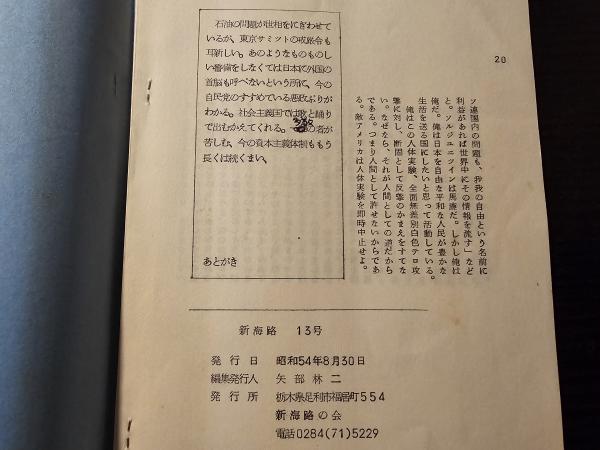 20
ソ連国内の問題も、我我の自由という名前に
利益があれば世界中にその情報を流す」など
と。ソルジェニツインは馬鹿だ。しかし俺は
俺だ。俺は日本を自由な平和な人民が豊かな
生活を送る国にしたいと思って活動している。
俺はこの人体実験、全面無差別白色テロ攻
撃に対し、断固として反撃のかまえをすてな
い。なぜなら、それが人間としての道だから
である。つまり人間として許せないからであ
る。敵アメリカは人体実験を即時中止せよ。
石油の問題が世相をにぎわせて
いるが、東京サミットの戒厳令も
耳新しい。あのようなものものし
い警備をしなくては日本に外国の
首脳も呼べないという所に、今の
自民党のすすめている悪政ぶりが
わかる。社会主義国では歌と踊り
で出むかえてくれる。一部の者が
苦しむ、今の資本主義体制ももう
長くは続くまい。
あとがき
新海路 13号
発行日 昭和54年8月30日
編集発行人 矢部林二
発行所 栃木県足利市福居町554
新海路の会
電話0284(71)5229